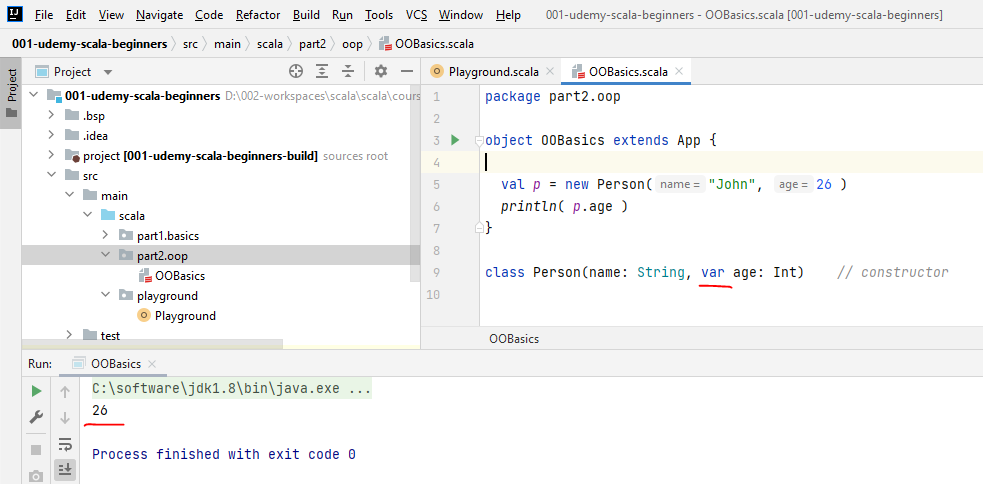 File Edit View Navigate Code Refactor Build Run Tools VCS Window Help 001-udemy-scala-beginners - OOBasics.scala [001-udemy-scala-beginners]
001-udemy-scala-beginners src main scala part2 oop OOBasics.scala
Project
Project
Playground.scala OOBasics.scala
001-udemy-scala-beginners D:\002-workspaces\scala\scala\cours
.bsp
.idea
project [001-udemy-scala-beginners-build] sources root
src
main
scala
part1.basics
part2.oop
OOBasics
playground
Playground
test
1 package part2.oop
2
3 object OOBasics extends App {
4
5 val p = new Person( name = "John", age = 26 )
6 println( p.age )
7 }
8
9 class Person(name: String, var age: Int) // constructor
10
OOBasics
Run: OOBasics
C:\software\jdk1.8\bin\java.exe ...
26
Process finished with exit code 0